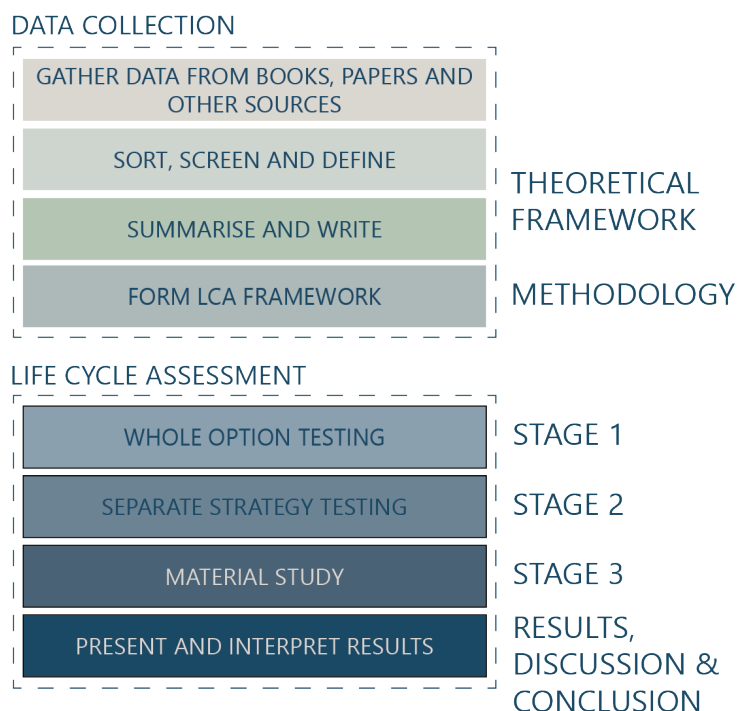 DATA COLLECTION
GATHER DATA FROM BOOKS, PAPERS AND
OTHER SOURCES
SORT, SCREEN AND DEFINE
SUMMARISE AND WRITE
THEORETICAL
FRAMEWORK
FORM LCA FRAMEWORK
METHODOLOGY
LIFE CYCLE ASSESSMENT
WHOLE OPTION TESTING
STAGE 1
SEPARATE STRATEGY TESTING
STAGE 2
MATERIAL STUDY
STAGE 3
PRESENT AND INTERPRET RESULTS
RESULTS,
DISCUSSION &
CONCLUSION